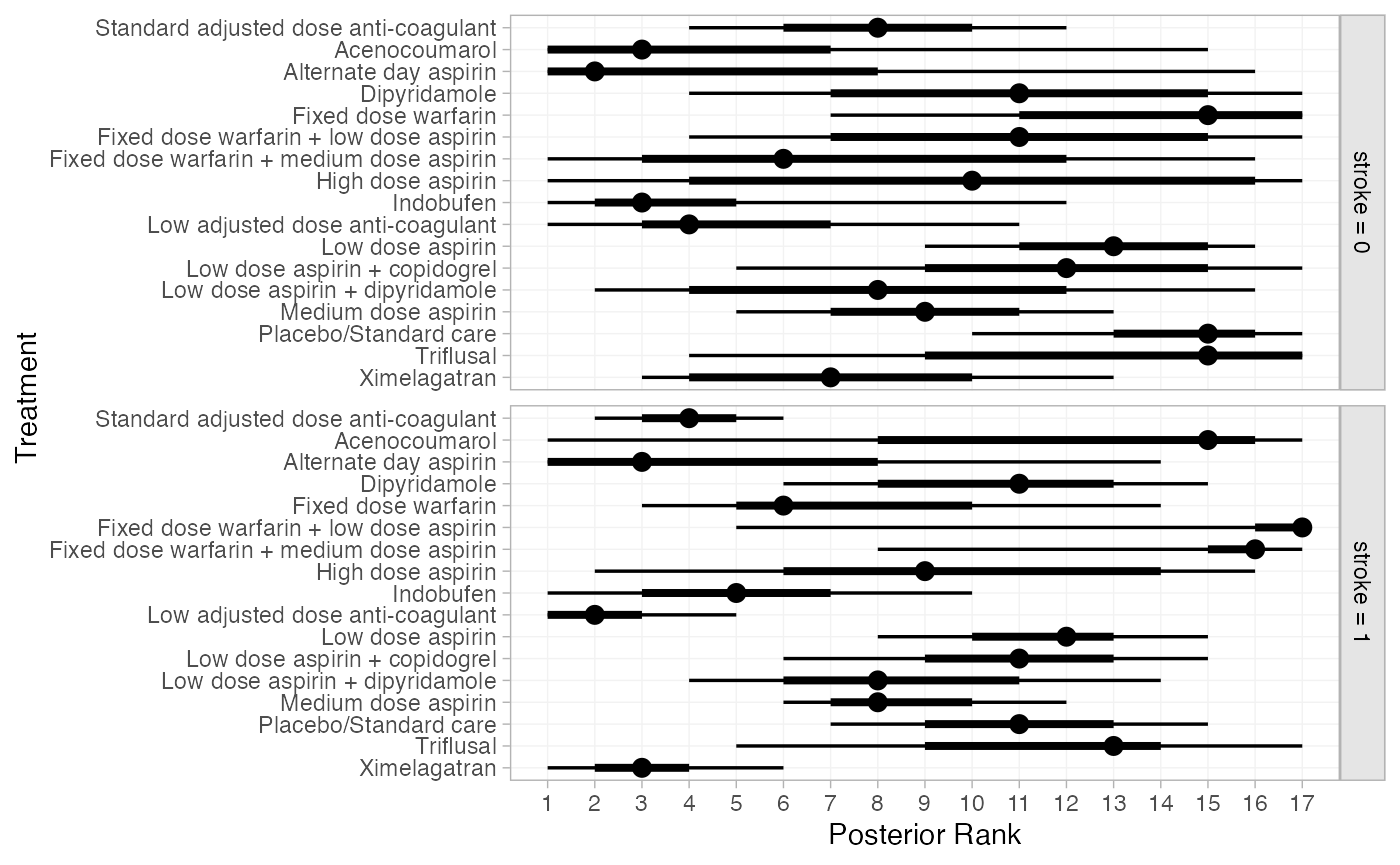 Treatment
Standard adjusted dose anti-coagulant
Acenocoumarol
Alternate day aspirin
Dipyridamole
Fixed warfarin
Fixed dose warfarin + low dose aspirin
Fixed dose warfarin + medium dose aspirin
High dose aspirin
Indobufen
Low adjusted dose anti-coagulant
Low dose aspirin
Low dose aspirin + copidogrel
Low dose aspirin + dipyridamole
Medium dose aspirin
Placebo/Standard care
Triflusal
Ximelagatran
stroke = 0
Standard adjusted dose anti-coagulant
Acenocoumarol
Alternate day aspirin
Dipyridamole
Fixed dose warfarin
Fixed dose warfarin + low dose aspirin
Fixed dose warfarin + medium dose aspirin
High dose aspirin
Indobufen
Low adjusted dose anti-coagulant
Low dose aspirin
Low dose aspirin + copidogrel
Low dose aspirin + dipyridamole
Medium dose aspirin
Placebo/Standard care
Triflusal
Ximelagatran
stroke = 1
1 2 3 4 5 6 7 8 9 10 11 12 13 14 15 16 17
Posterior Rank